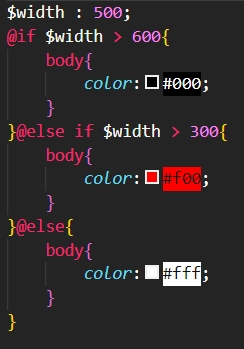 $width : 500;
@if $width > 600{
    body{
        color: #000;
    }
}@else if $width > 300{
    body{
        color: #f00;
    }
}@else{
    body{
        color: #fff;
    }
}